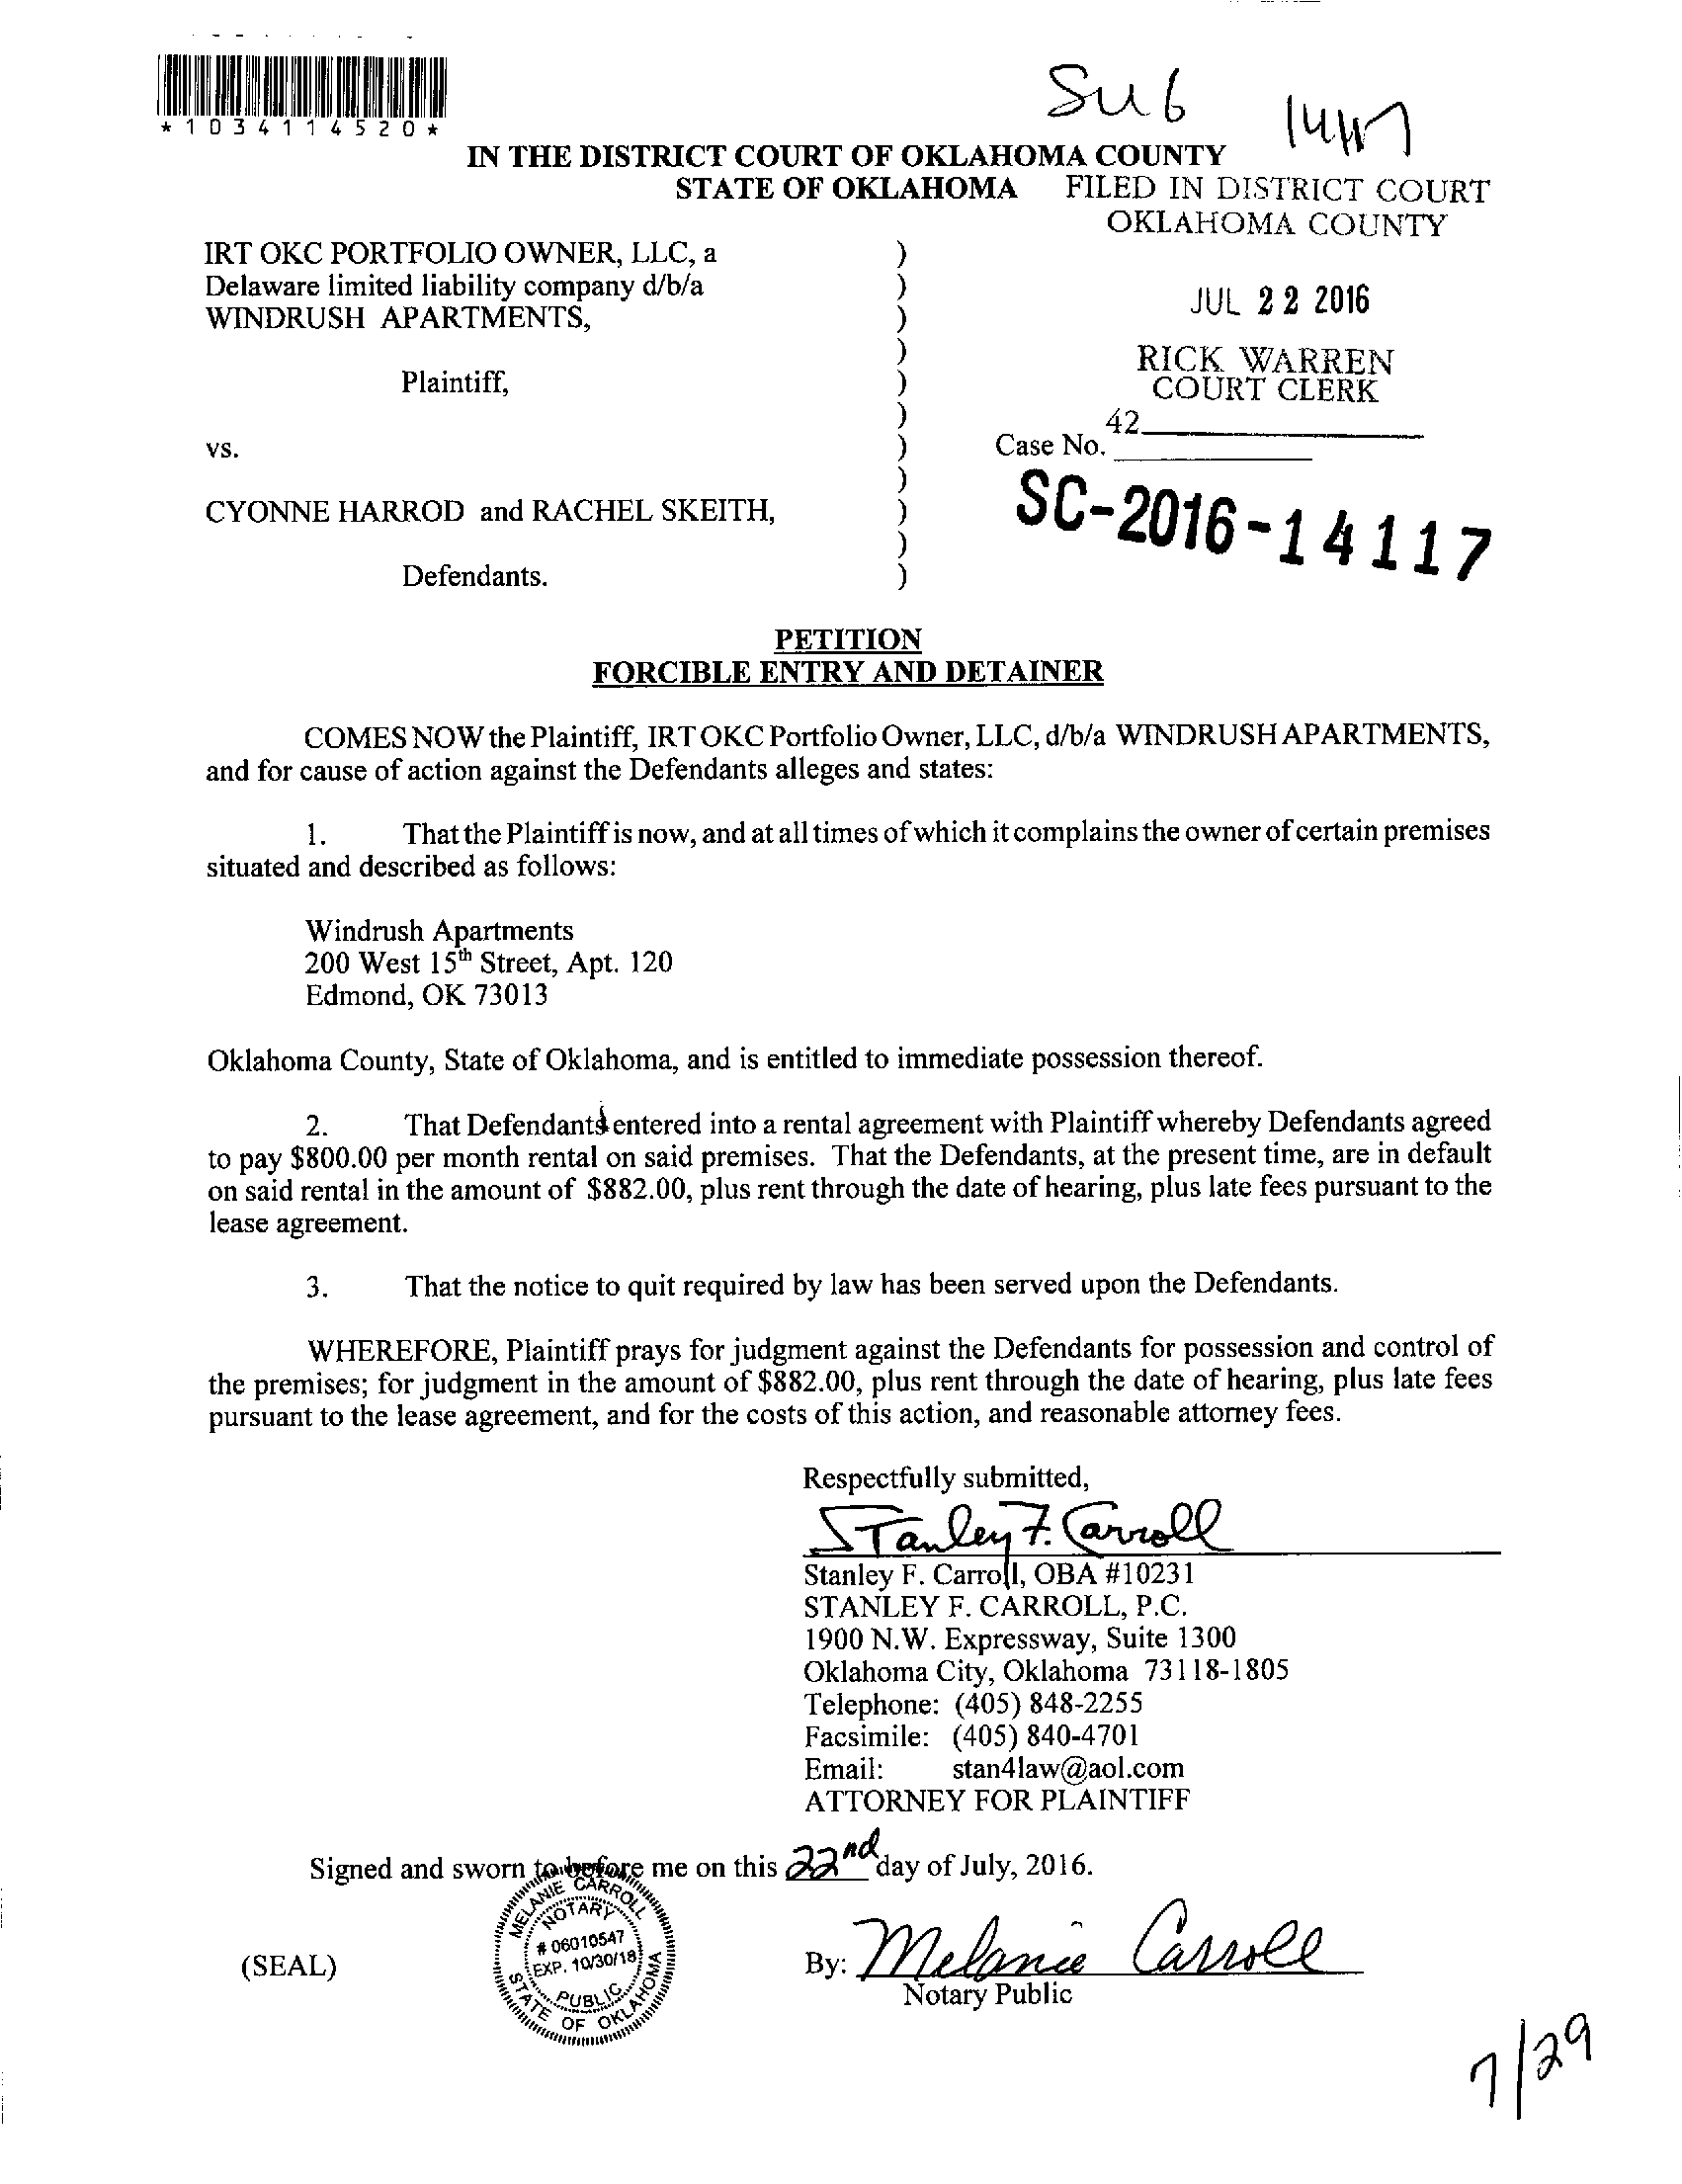 *1034114520*
Sub
IN THE DISTRICT COURT OF OKLAHOMA COUNTY
STATE OF OKLAHOMA
FILED IN DISTRICT COURT
OKLAHOMA COUNTY
JUL 22 2016
RICK WARREN
COURT CLERK
42
IRT OKC PORTFOLIO OWNER, LLC, a )
Delaware limited liability company d/b/a )
WINDRUSH APARTMENTS, )
)
Plaintiff, )
)
vs. ) Case No.
)
CYONNE HARROD and RACHEL SKEITH, )
)
Defendants. )
SC-2016-14117
PETITION
FORCIBLE ENTRY AND DETAINER
COMES NOW the Plaintiff, IRT OKC Portfolio Owner, LLC, d/b/a WINDRUSH APARTMENTS,
and for cause of action against the Defendants alleges and states:
1. That the Plaintiff is now, and at all times of which it complains the owner of certain premises
situated and described as follows:
Windrush Apartments
200 West 15th Street, Apt. 120
Edmond, OK 73013
Oklahoma County, State of Oklahoma, and is entitled to immediate possession thereof.
2. That Defendants entered into a rental agreement with Plaintiff whereby Defendants agreed
to pay $800.00 per month rental on said premises. That the Defendants, at the present time, are in default
on said rental in the amount of $882.00, plus rent through the date of hearing, plus late fees pursuant to the
lease agreement.
3. That the notice to quit required by law has been served upon the Defendants.
WHEREFORE, Plaintiff prays for judgment against the Defendants for possession and control of
the premises; for judgment in the amount of $882.00, plus rent through the date of hearing, plus late fees
pursuant to the lease agreement, and for the costs of this action, and reasonable attorney fees.
Respectfully submitted,
Stanley F. Carroll
Stanley F. Carroll, OBA #10231
STANLEY F. CARROLL, P.C.
1900 N.W. Expressway, Suite 1300
Oklahoma City, Oklahoma 73118-1805
Telephone: (405) 848-2255
Facsimile: (405) 840-4701
Email: stan4law@aol.com
ATTORNEY FOR PLAINTIFF
Signed and sworn to before me on this 22nd day of July, 2016.
MELANIE CARROLL
NOTARY
# 06010547
EXP. 10/30/18
PUBLIC
STATE OF OKLAHOMA
(SEAL)
By: Melanie Carroll
Notary Public
7/29